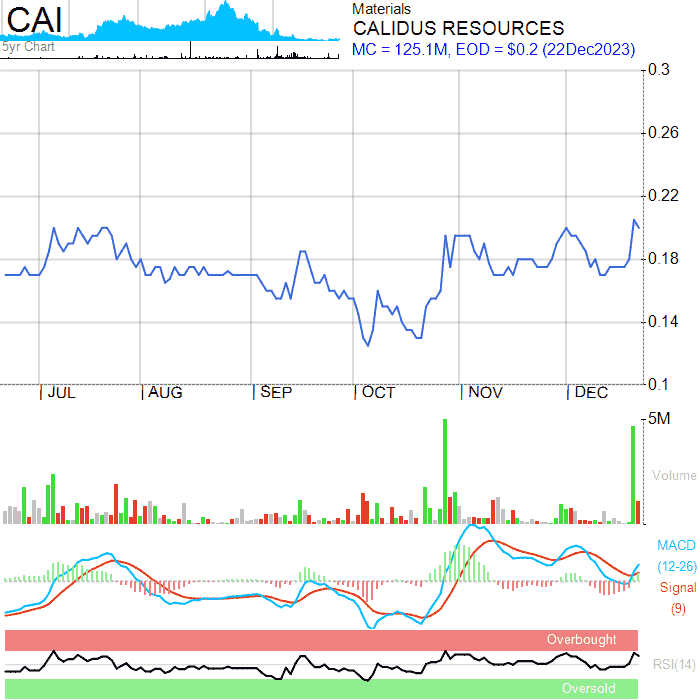 CAI
5yr Chart
Materials
CALIDUS RESOURCES
MC = 125.1M, EOD = $0.2 (22Dec2023)
0.3
0.26
0.22
0.18
0.14
0.1
JUL AUG SEP OCT NOV DEC
5M
Volume
MACD
(12-26)
Signal
(9)
Overbought
RSI(14)
Oversold